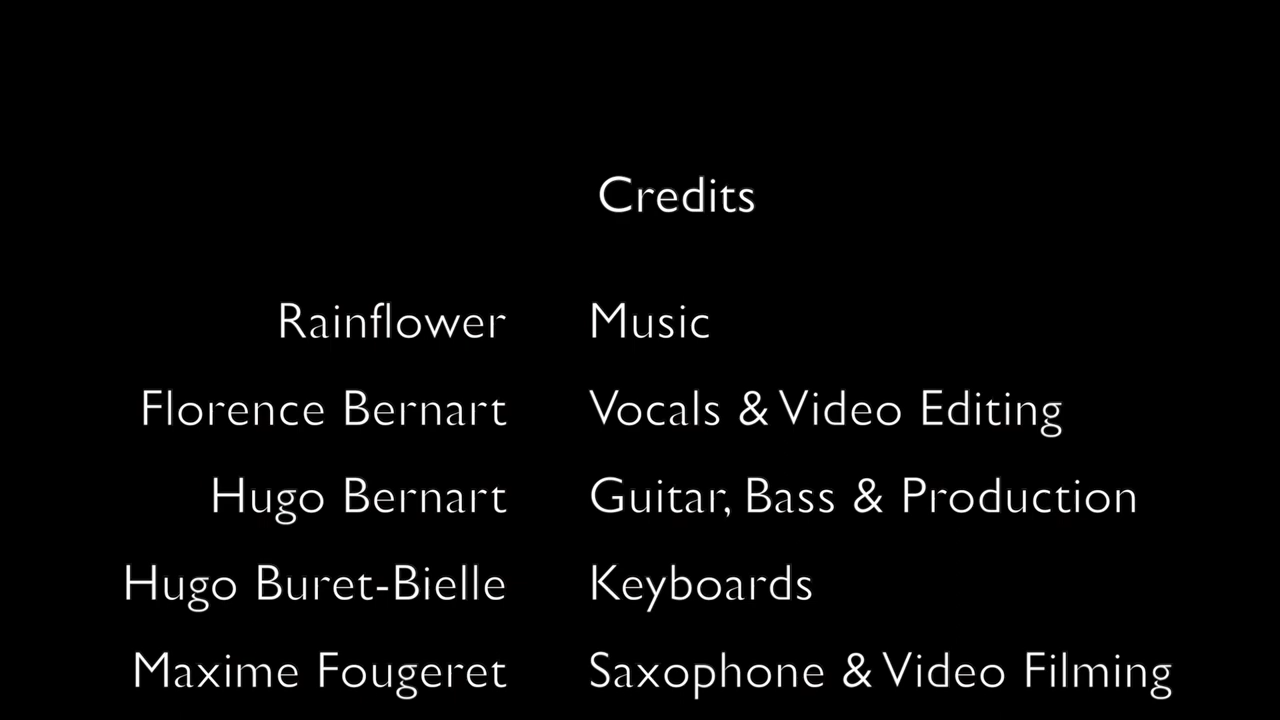 Credits
Rainflower Music
Florence Bernart Vocals & Video Editing
Hugo Bernart Guitar, Bass & Production
Hugo Buret-Bielle Keyboards
Maxime Fougeret Saxophone & Video Filming